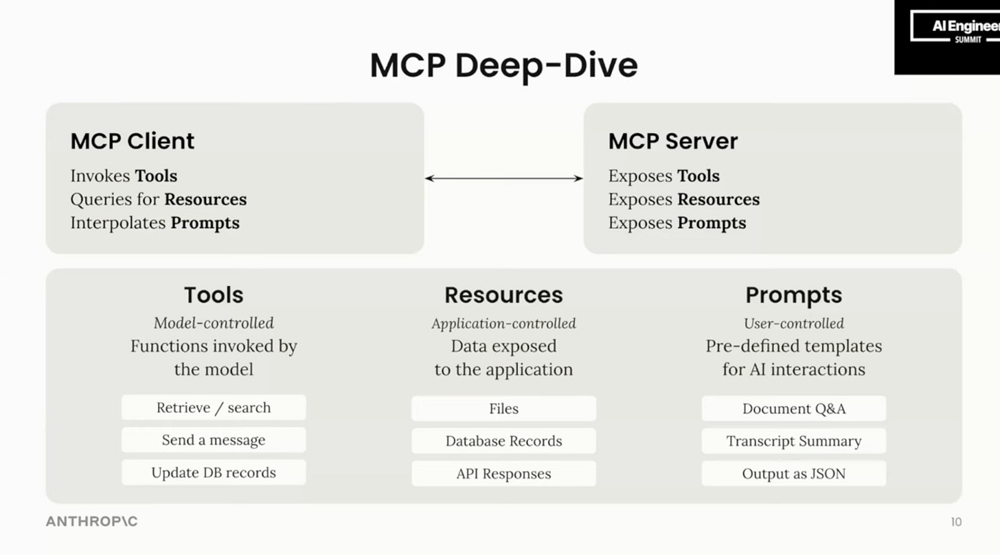 AI Engineer
SUMMIT
MCP Deep-Dive
MCP Client
Invokes Tools
Queries for Resources
Interpolates Prompts
MCP Server
Exposes Tools
Exposes Resources
Exposes Prompts
Tools
Model-controlled
Functions invoked by
the model
Retrieve / search
Send a message
Update DB records
Resources
Application-controlled
Data exposed
to the application
Files
Database Records
API Responses
Prompts
User-controlled
Pre-defined templates
for AI interactions
Document Q&A
Transcript Summary
Output as JSON
ANTHROP\C
10